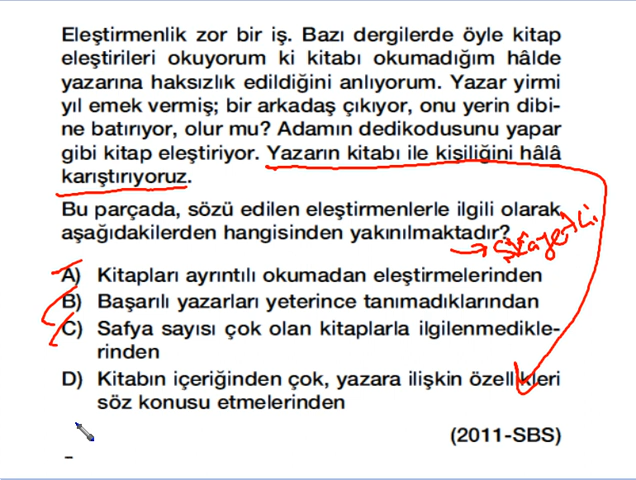 Eleştirmenlik zor bir iş. Bazı dergilerde öyle kitap
eleştirileri okuyorum ki kitabı okumadığım hâlde
yazarına haksızlık edildiğini anlıyorum. Yazar yirmi
yıl emek vermiş; bir arkadaş çıkıyor, onu yerin dibi-
ne batırıyor, olur mu? Adamın dedikodusunu yapar
gibi kitap eleştiriyor. Yazarın kitabı ile kişiliğini hâlâ
karıştırıyoruz.
Bu parçada, sözü edilen eleştirmenlerle ilgili olarak
aşağıdakilerden hangisinden yakınılmaktadır?
A) Kitapları ayrıntılı okumadan eleştirmelerinden
B) Başarılı yazarları yeterince tanımadıklarından
C) Safya sayısı çok olan kitaplarla ilgilenmedikle-
rinden
D) Kitabın içeriğinden çok, yazara ilişkin özellikleri
söz konusu etmelerinden
(2011-SBS)